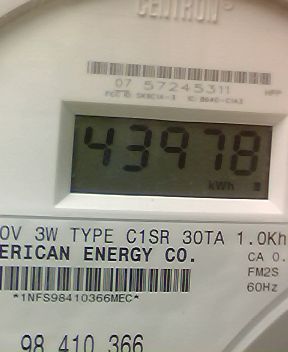 CENTRON®
07 57245311
HPP
43978
kWh
0V 3W TYPE C1SR 30TA 1.0Kh
ERICAN ENERGY CO.
CA 0.
FM2S
*1NFS98410366MEC*
60Hz
98 410 366